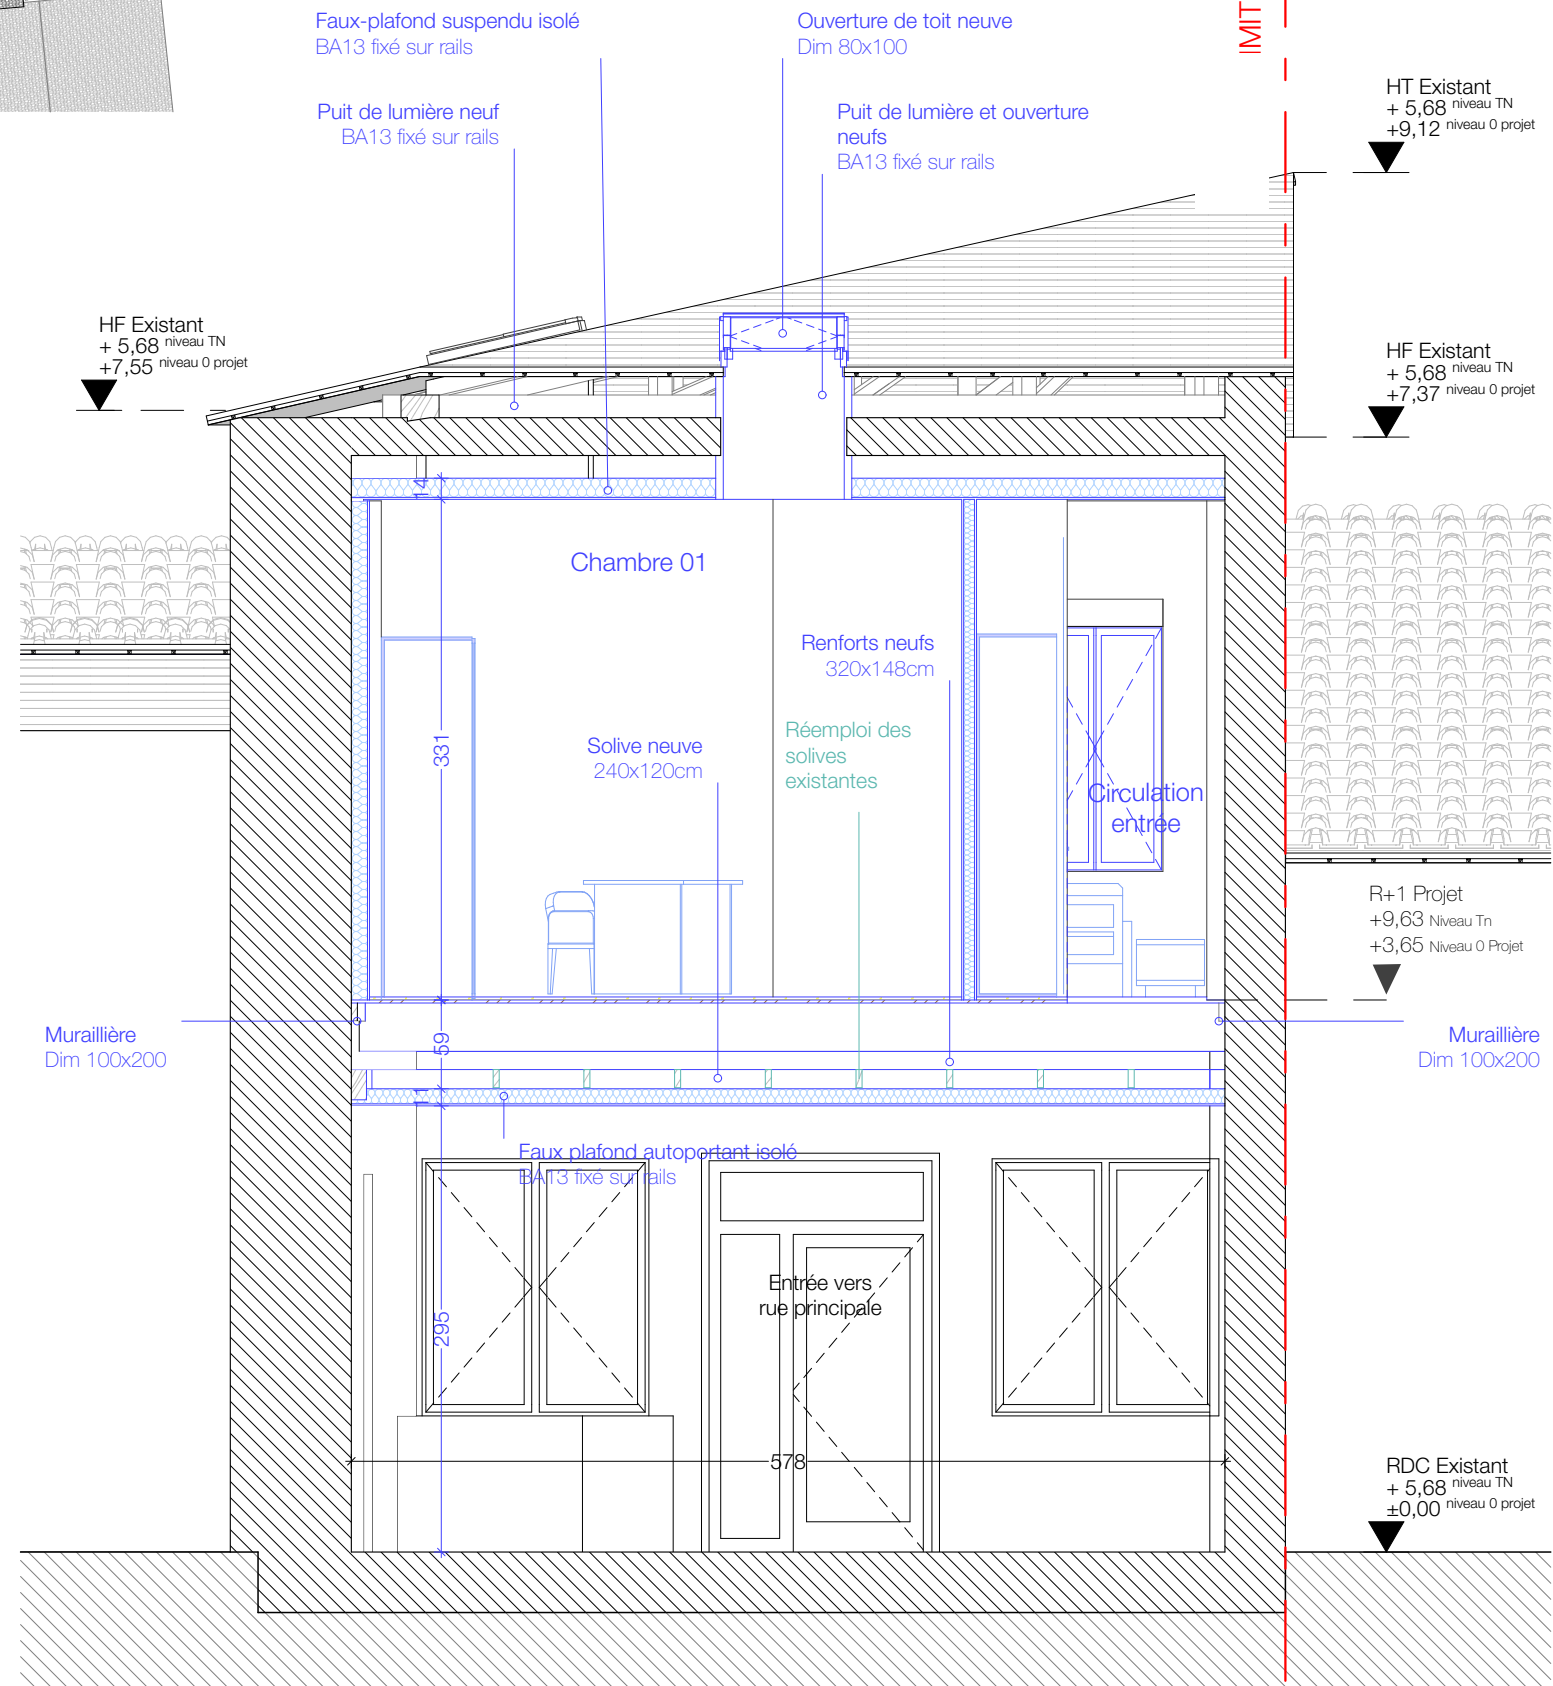 Faux-plafond suspendu isolé
BA13 fixé sur rails
Ouverture de toit neuve
Dim 80x100
IMIT
Puit de lumière neuf
BA13 fixé sur rails
Puit de lumière et ouverture
neufs
BA13 fixé sur rails
HT Existant
+ 5,68 niveau TN
+9,12 niveau 0 projet
HF Existant
+ 5,68 niveau TN
+7,55 niveau 0 projet
HF Existant
+ 5,68 niveau TN
+7,37 niveau 0 projet
14
Chambre 01
Renforts neufs
320x148cm
331
Solive neuve
240x120cm
Réemploi des
solives
existantes
Circulation
entrée
R+1 Projet
+9,63 Niveau Tn
+3,65 Niveau 0 Projet
Muraillière
Dim 100x200
59
Muraillière
Dim 100x200
11
Faux plafond autoportant isolé
BA13 fixé sur rails
Entrée vers
rue principale
295
578
RDC Existant
+ 5,68 niveau TN
±0,00 niveau 0 projet